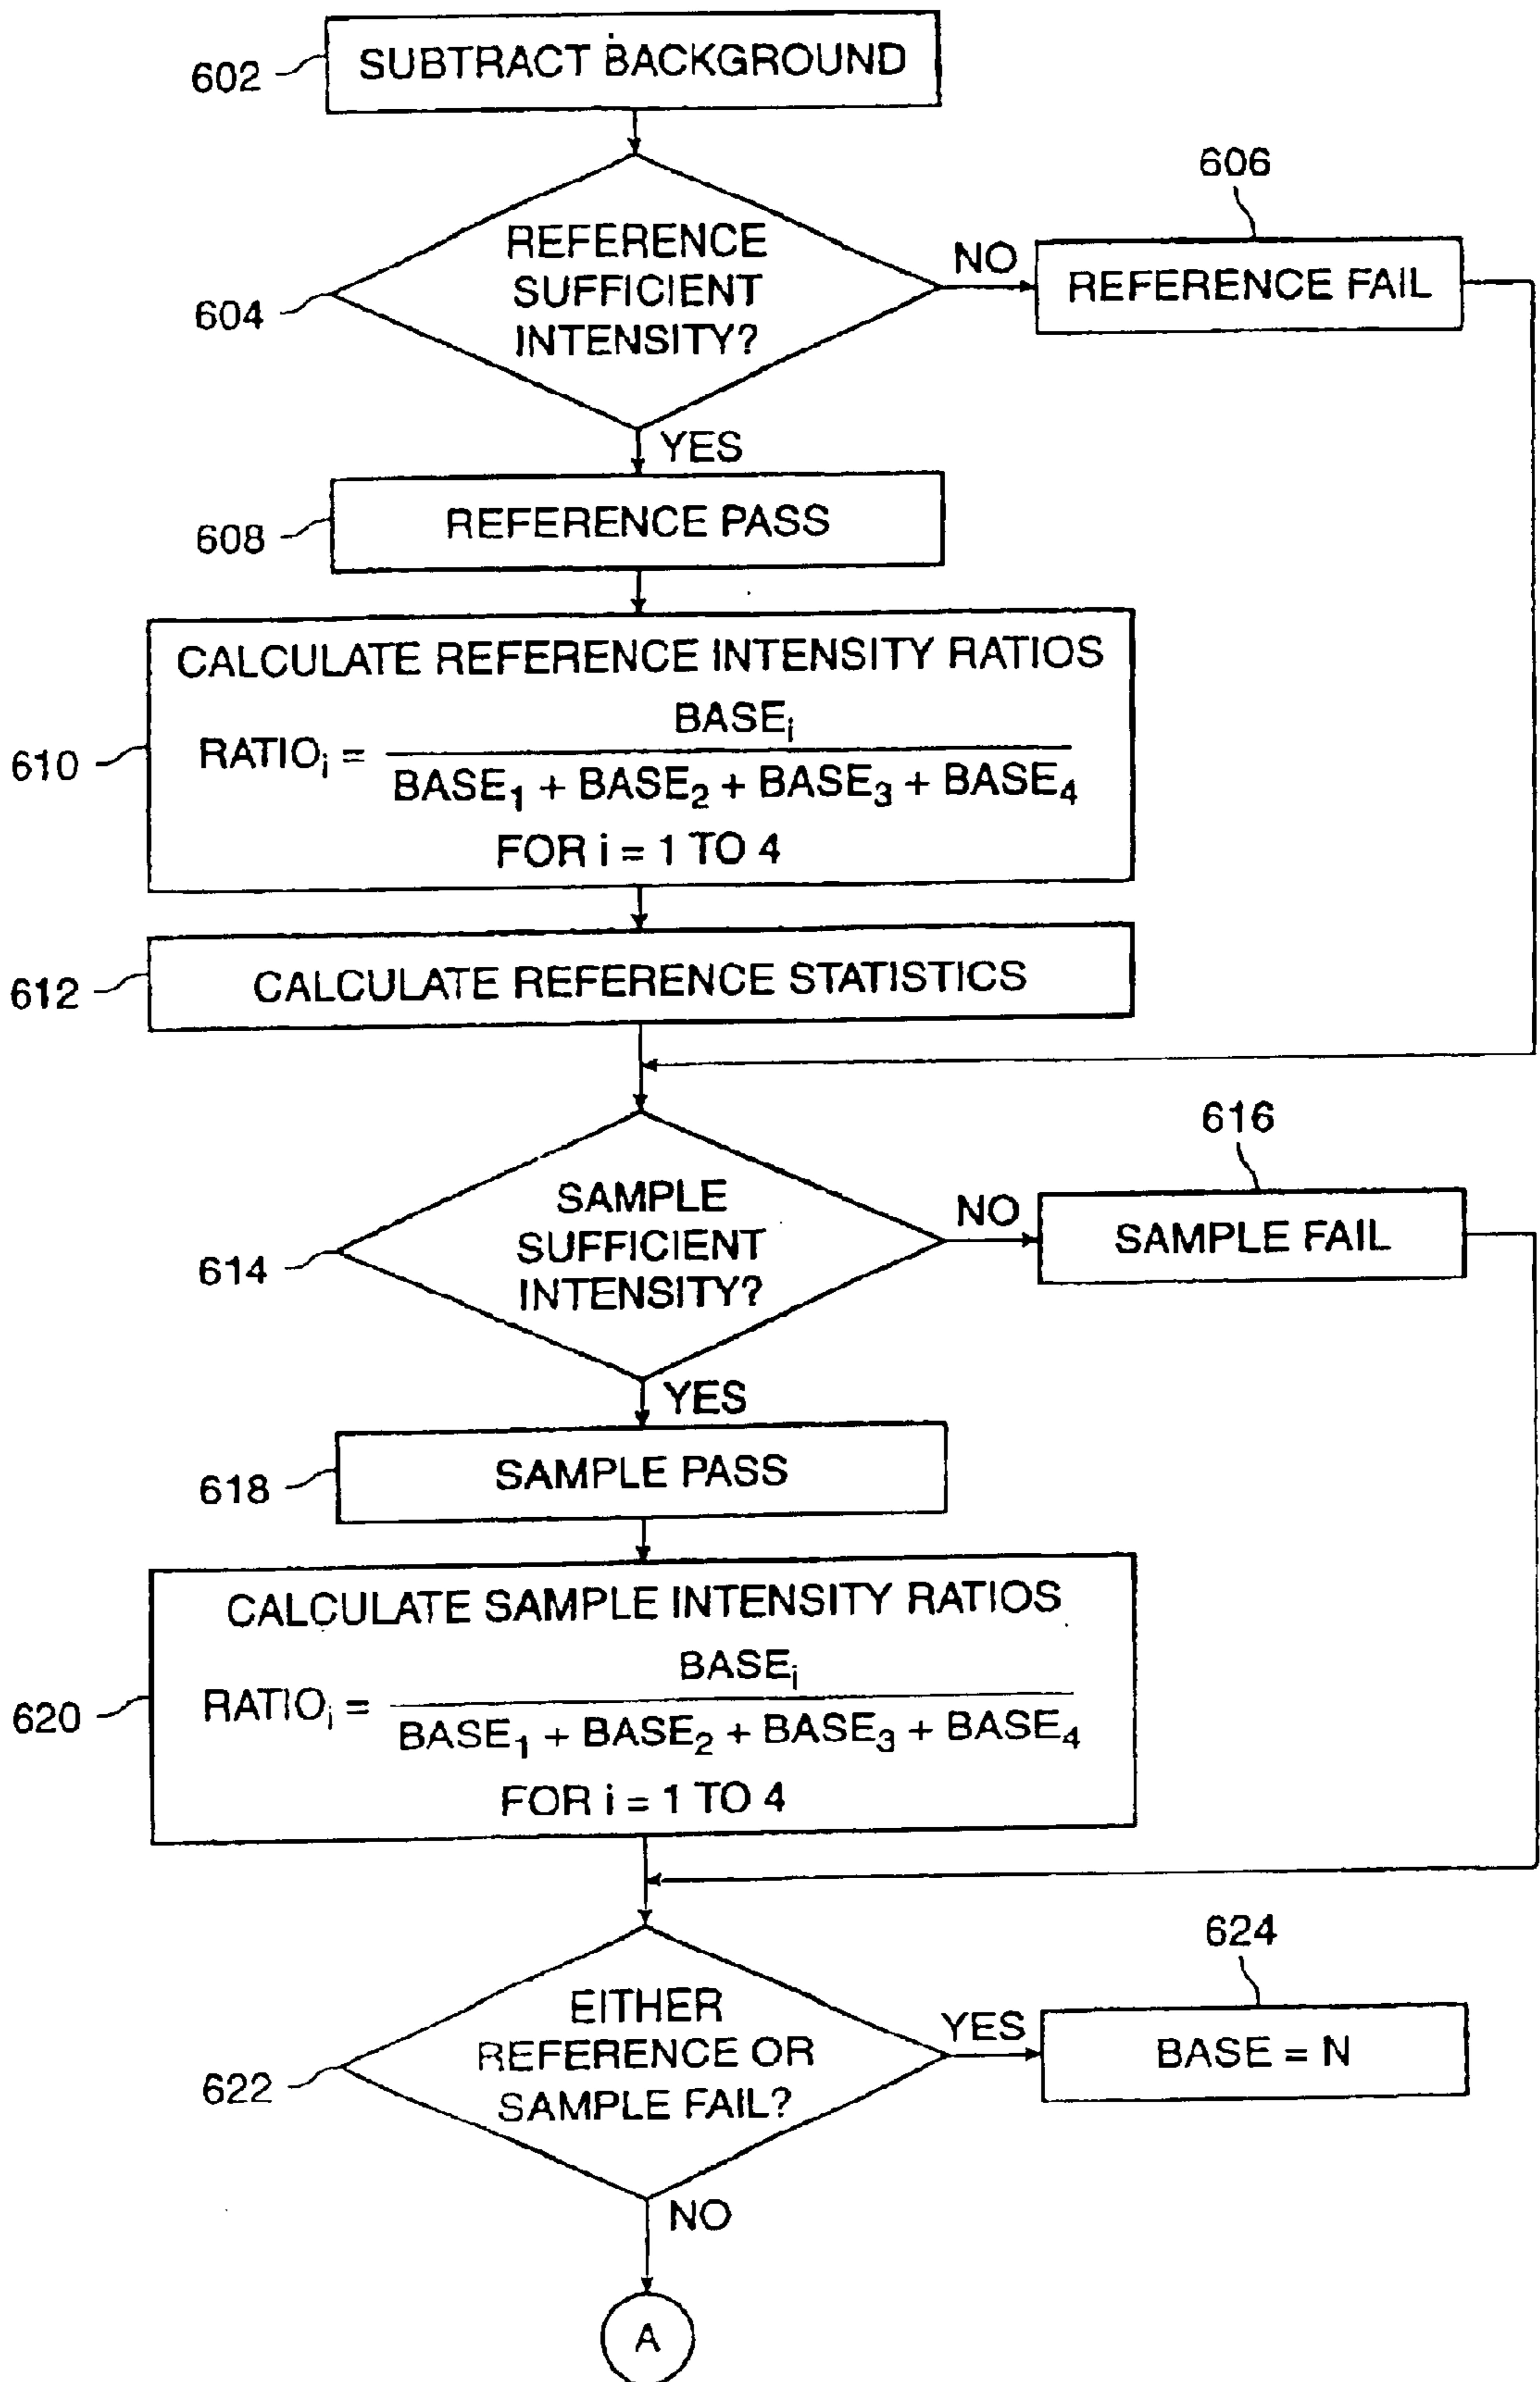 SUBTRACT BACKGROUND
602
606
REFERENCE
SUFFICIENT
INTENSITY?
604
NO
REFERENCE FAIL
YES
REFERENCE PASS
608
CALCULATE REFERENCE INTENSITY RATIOS
RATIOi = BASEi / BASE1 + BASE2 + BASE3 + BASE4
FOR i = 1 TO 4
610
CALCULATE REFERENCE STATISTICS
612
616
SAMPLE
SUFFICIENT
INTENSITY?
614
NO
SAMPLE FAIL
YES
SAMPLE PASS
618
CALCULATE SAMPLE INTENSITY RATIOS
RATIOi = BASEi / BASE1 + BASE2 + BASE3 + BASE4
FOR i = 1 TO 4
620
624
EITHER
REFERENCE OR
SAMPLE FAIL?
622
YES
BASE = N
NO
A